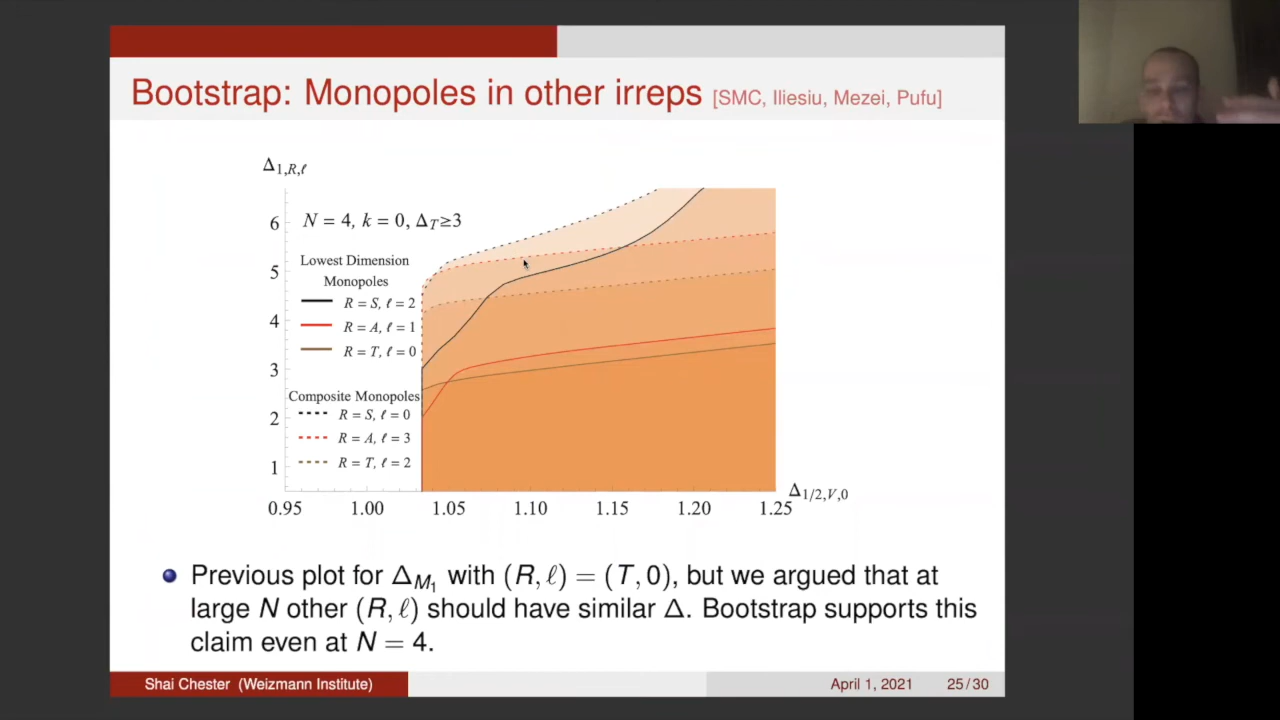 Bootstrap: Monopoles in other irreps [SMC, Iliesiu, Mezei, Pufu]
Δ1,R,ℓ
N = 4, k = 0, ΔT≥3
Lowest Dimension
Monopoles
R = S, ℓ = 2
R = A, ℓ = 1
R = T, ℓ = 0
Composite Monopoles
R = S, ℓ = 0
R = A, ℓ = 3
R = T, ℓ = 2
6
5
4
3
2
1
0.95 1.00 1.05 1.10 1.15 1.20 1.25
Δ1/2,V,0
Previous plot for ΔM1 with (R, ℓ) = (T, 0), but we argued that at
large N other (R, ℓ) should have similar Δ. Bootstrap supports this
claim even at N = 4.
Shai Chester (Weizmann Institute) April 1, 2021 25/30